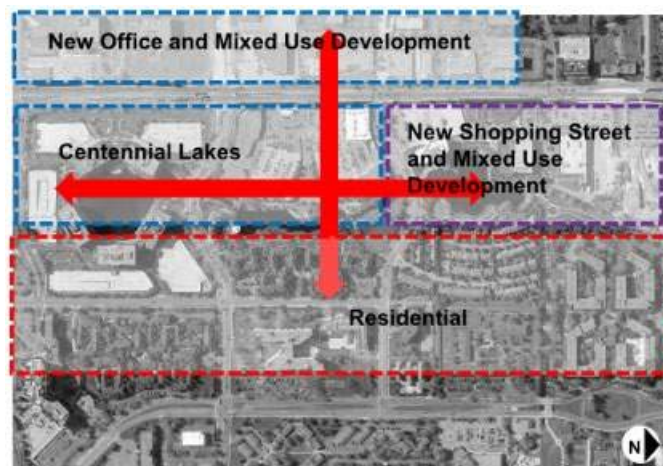 New Office and Mixed Use Development
Centennial Lakes
New Shopping Street
and Mixed Use
Development
Residential
N